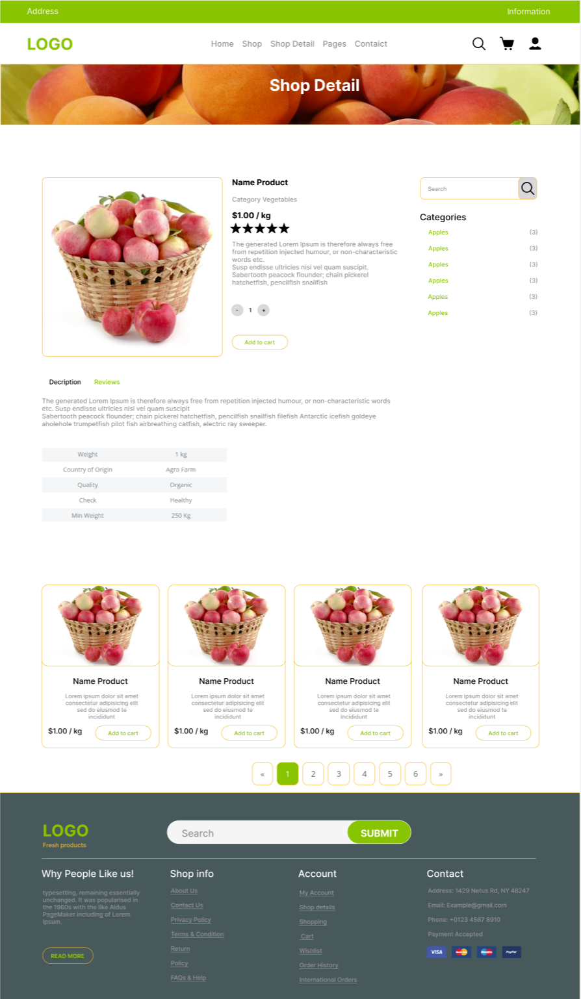 Address
Information
LOGO
Home Shop Shop Detail Pages Contaict
Shop Detail
Name Product
Category Vegetables
$1.00 / kg
The generated Lorem Ipsum is therefore always free
from repetition injected humour, or non-characteristic
words etc.
Susp endisse ultricies nisi vel quam suscipit.
Sabertooth peacock flounder; chain pickerel
hatchetfish, pencilfish snailfish
- 1 +
Add to cart
Search
Categories
Apples (3)
Apples (3)
Apples (3)
Apples (3)
Apples (3)
Apples (3)
Decription Reviews
The generated Lorem Ipsum is therefore always free from repetition injected humour, or non-characteristic words
etc. Susp endisse ultricies nisi vel quam suscipit
Sabertooth peacock flounder; chain pickerel hatchetfish, pencilfish snailfish filefish Antarctic icefish goldeye
aholehole trumpetfish pilot fish airbreathing catfish, electric ray sweeper.
Weight 1 kg
Country of Origin Agro Farm
Quality Organic
Check Healthy
Min Weight 250 Kg
Name Product
Lorem ipsum dolor sit amet
consectetur adipisicing elit
sed do eiusmod te
incididunt
$1.00 / kg Add to cart
Name Product
Lorem ipsum dolor sit amet
consectetur adipisicing elit
sed do eiusmod te
incididunt
$1.00 / kg Add to cart
Name Product
Lorem ipsum dolor sit amet
consectetur adipisicing elit
sed do eiusmod te
incididunt
$1.00 / kg Add to cart
Name Product
Lorem ipsum dolor sit amet
consectetur adipisicing elit
sed do eiusmod te
incididunt
$1.00 / kg Add to cart
« 1 2 3 4 5 6 »
LOGO
Fresh products
Search SUBMIT
Why People Like us!
typesetting, remaining essentially
unchanged. It was popularised in
the 1960s with the like Aldus
PageMaker including of Lorem
Ipsum.
READ MORE
Shop info
About Us
Contact Us
Privacy Policy
Terms & Condition
Return
Policy
FAQs & Help
Account
My Account
Shop details
Shopping
Cart
Wishlist
Order History
International Orders
Contact
Address: 1429 Netus Rd, NY 48247
Email: Example@gmail.com
Phone: +0123 4567 8910
Payment Accepted
VISA MasterCard Maestro PayPal